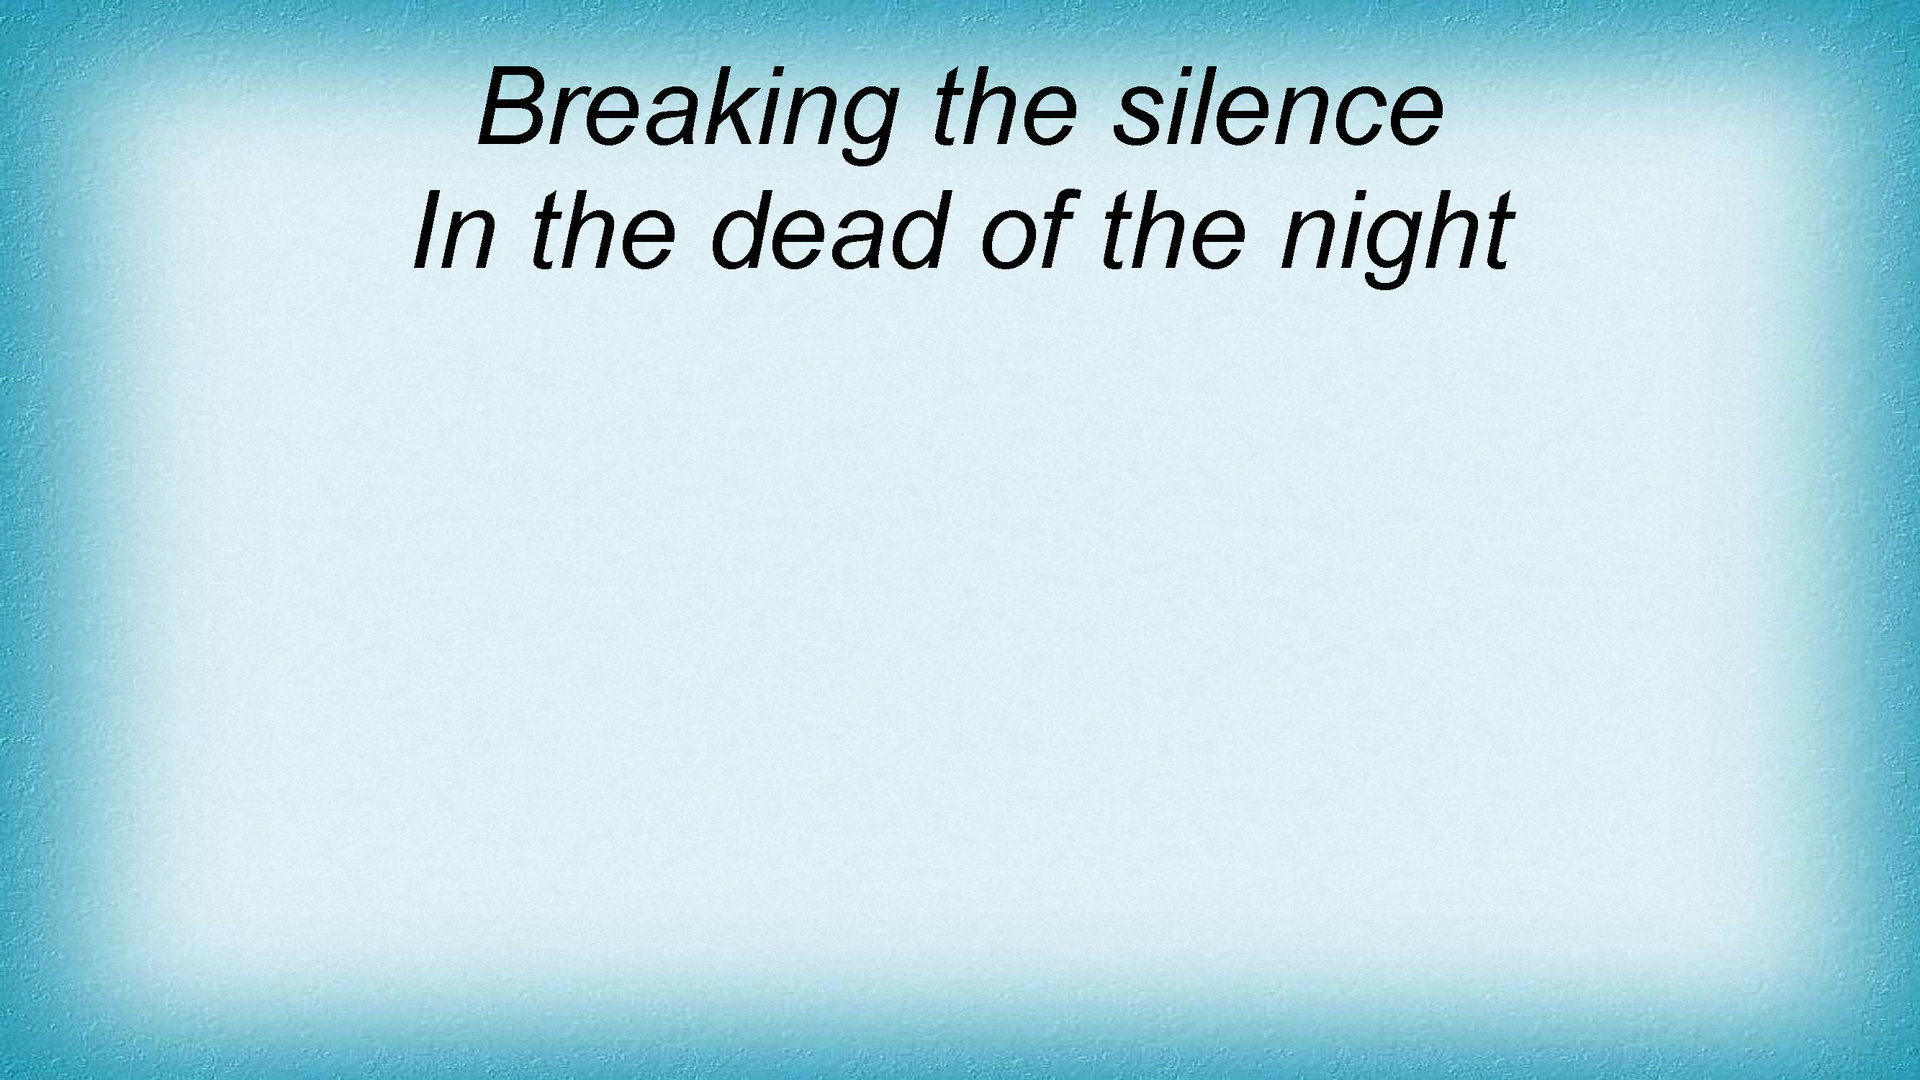 Breaking the silence
In the dead of the night